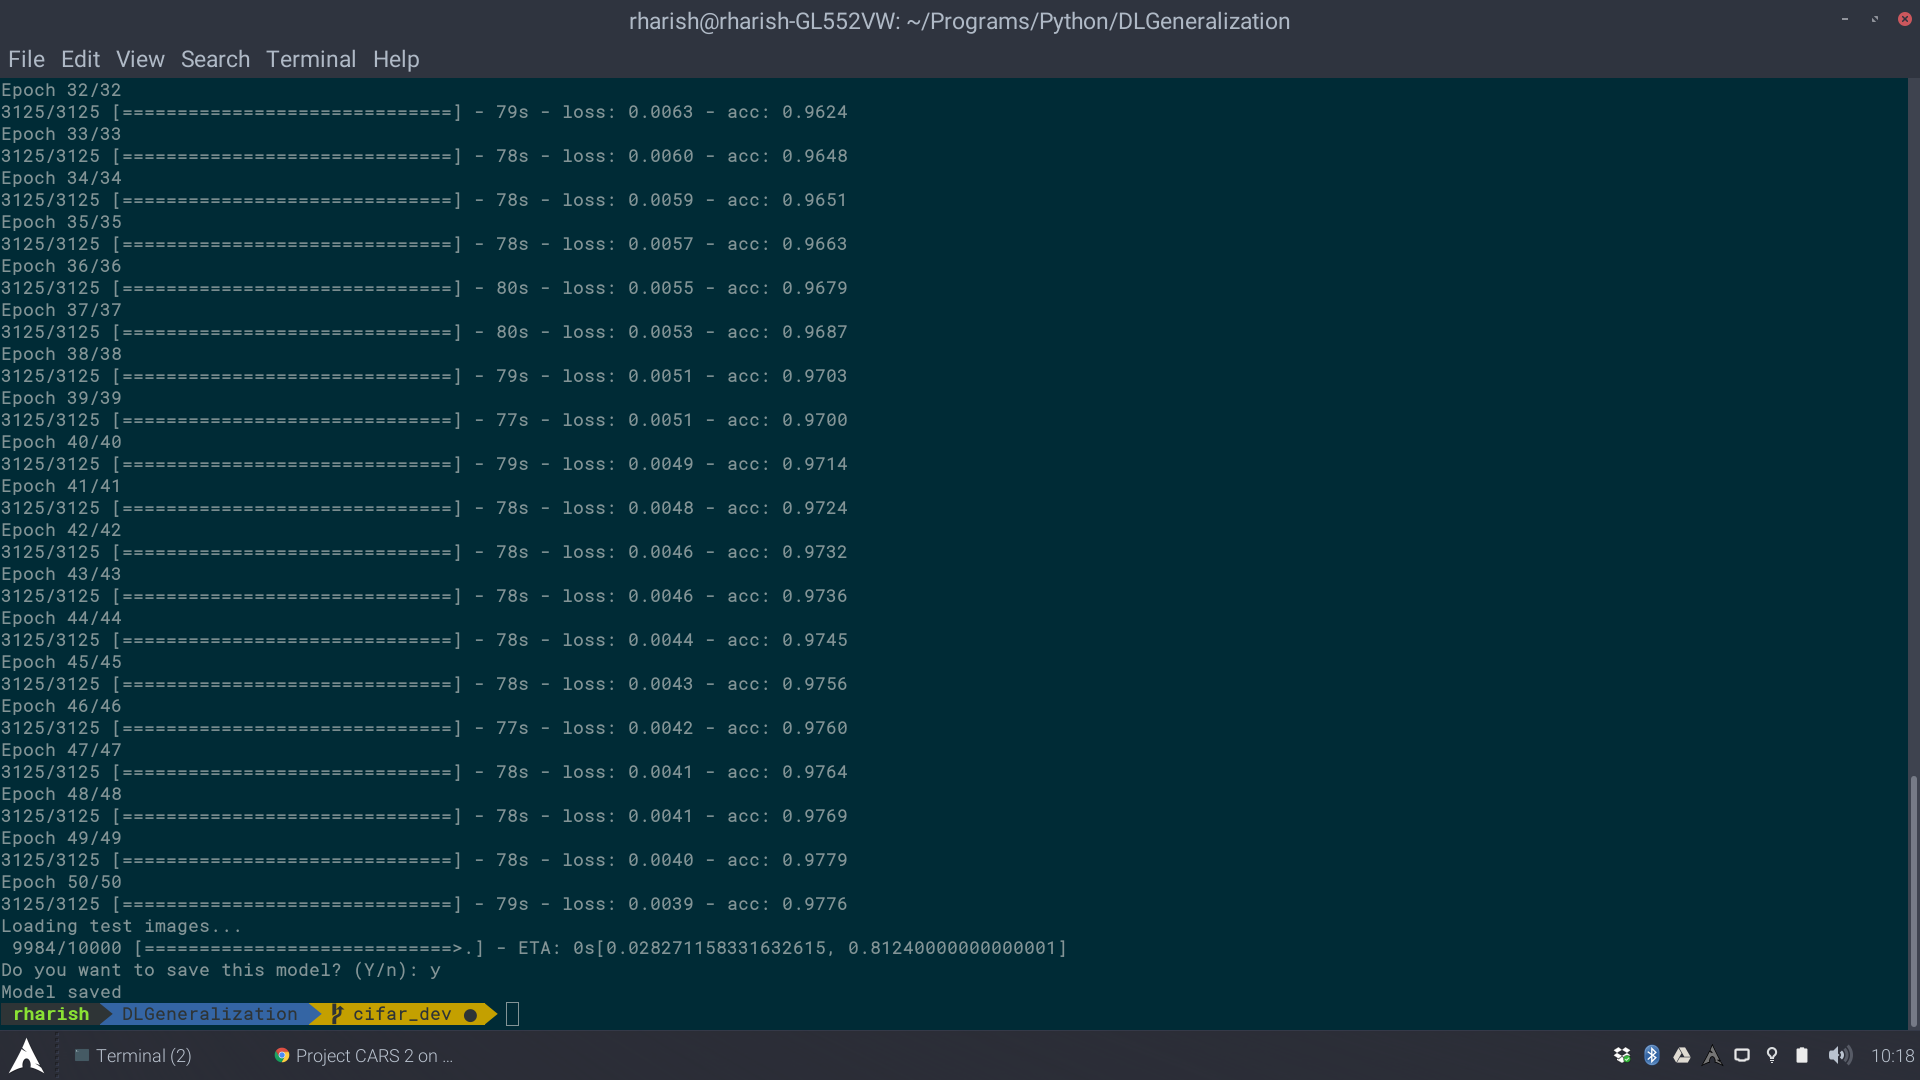 rharish@rharish-GL552VW: ~/Programs/Python/DLGeneralization
File Edit View Search Terminal Help
Epoch 32/32
3125/3125 [==============================] - 79s - loss: 0.0063 - acc: 0.9624
Epoch 33/33
3125/3125 [==============================] - 78s - loss: 0.0060 - acc: 0.9648
Epoch 34/34
3125/3125 [==============================] - 78s - loss: 0.0059 - acc: 0.9651
Epoch 35/35
3125/3125 [==============================] - 78s - loss: 0.0057 - acc: 0.9663
Epoch 36/36
3125/3125 [==============================] - 80s - loss: 0.0055 - acc: 0.9679
Epoch 37/37
3125/3125 [==============================] - 80s - loss: 0.0053 - acc: 0.9687
Epoch 38/38
3125/3125 [==============================] - 79s - loss: 0.0051 - acc: 0.9703
Epoch 39/39
3125/3125 [==============================] - 77s - loss: 0.0051 - acc: 0.9700
Epoch 40/40
3125/3125 [==============================] - 79s - loss: 0.0049 - acc: 0.9714
Epoch 41/41
3125/3125 [==============================] - 78s - loss: 0.0048 - acc: 0.9724
Epoch 42/42
3125/3125 [==============================] - 78s - loss: 0.0046 - acc: 0.9732
Epoch 43/43
3125/3125 [==============================] - 78s - loss: 0.0046 - acc: 0.9736
Epoch 44/44
3125/3125 [==============================] - 78s - loss: 0.0044 - acc: 0.9745
Epoch 45/45
3125/3125 [==============================] - 78s - loss: 0.0043 - acc: 0.9756
Epoch 46/46
3125/3125 [==============================] - 77s - loss: 0.0042 - acc: 0.9760
Epoch 47/47
3125/3125 [==============================] - 78s - loss: 0.0041 - acc: 0.9764
Epoch 48/48
3125/3125 [==============================] - 78s - loss: 0.0041 - acc: 0.9769
Epoch 49/49
3125/3125 [==============================] - 78s - loss: 0.0040 - acc: 0.9779
Epoch 50/50
3125/3125 [==============================] - 79s - loss: 0.0039 - acc: 0.9776
Loading test images...
9984/10000 [============================>.] - ETA: 0s[0.028271158331632615, 0.81240000000000001]
Do you want to save this model? (Y/n): y
Model saved
rharish DLGeneralization cifar_dev ●
Terminal (2) Project CARS 2 on ... 10:18